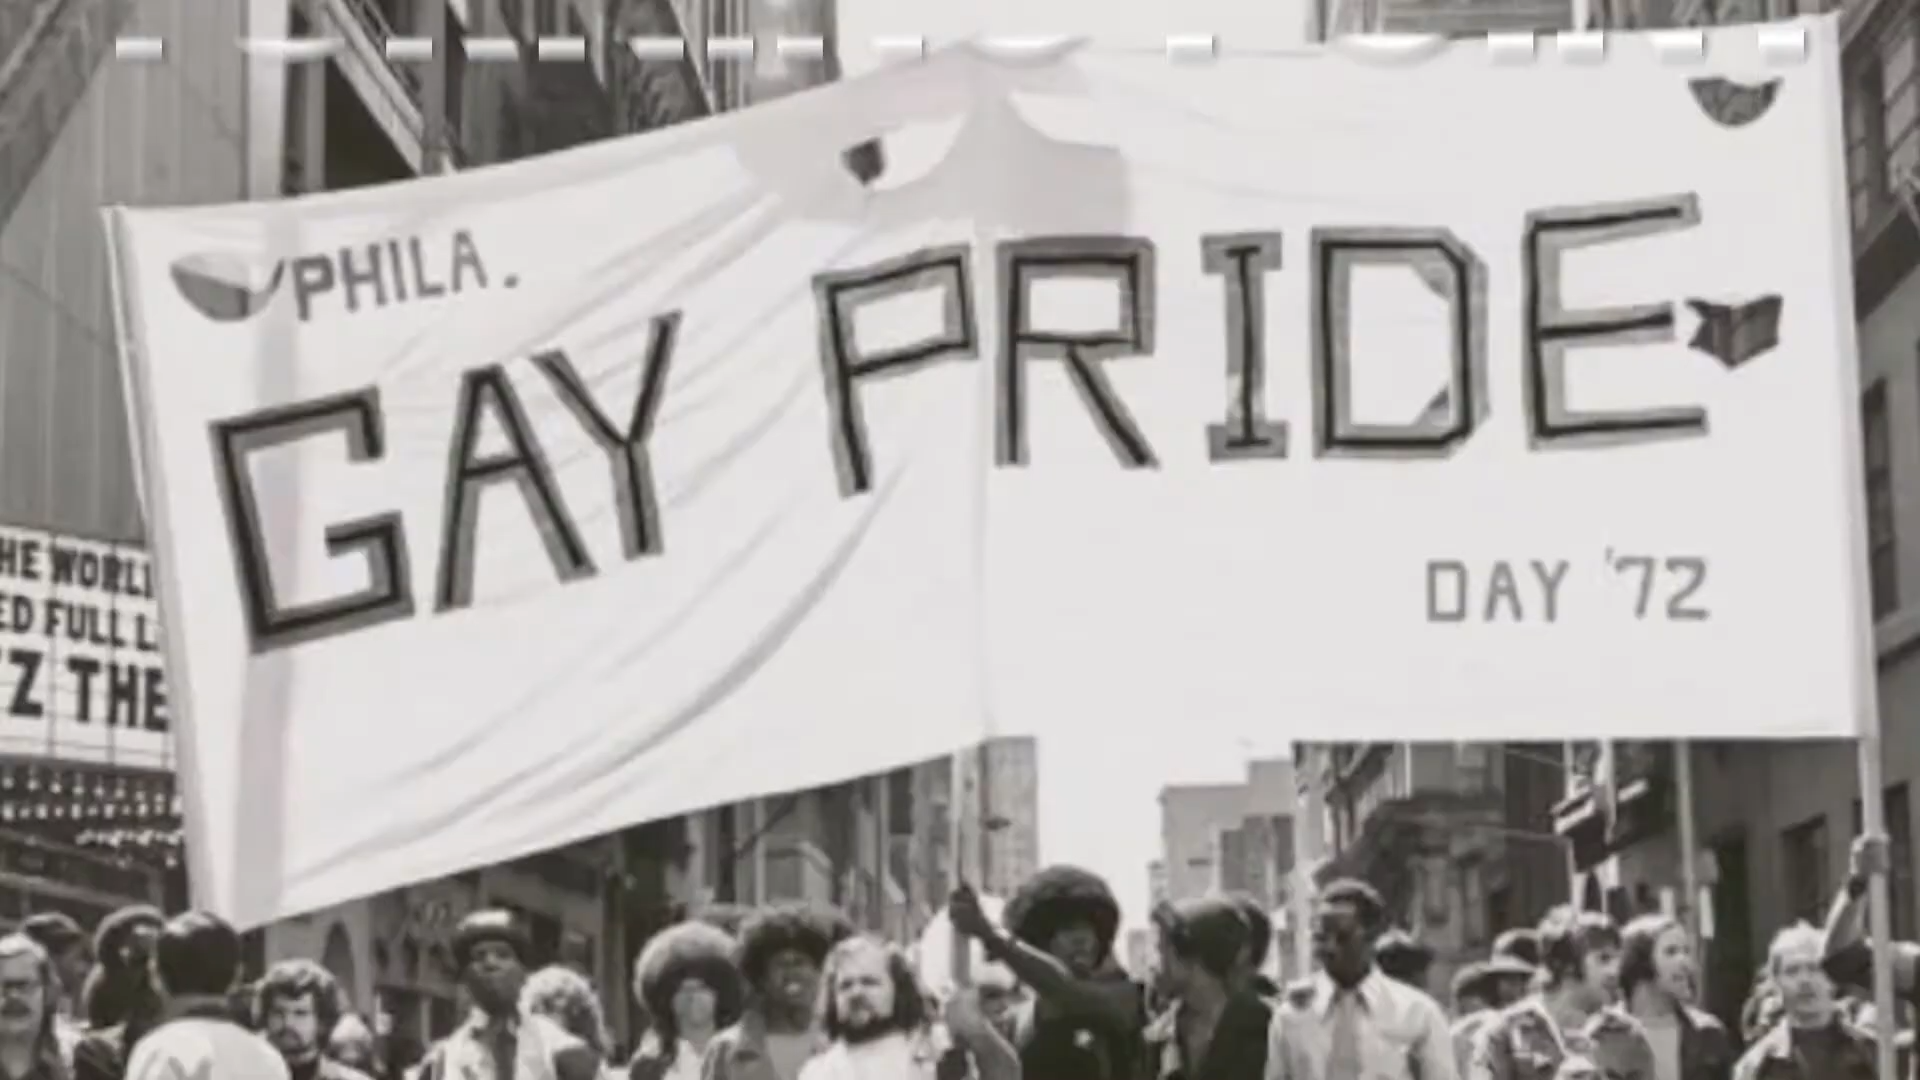 PHILA.
GAY PRIDE
DAY '72
HE WORL
ED FULL L
Z THE